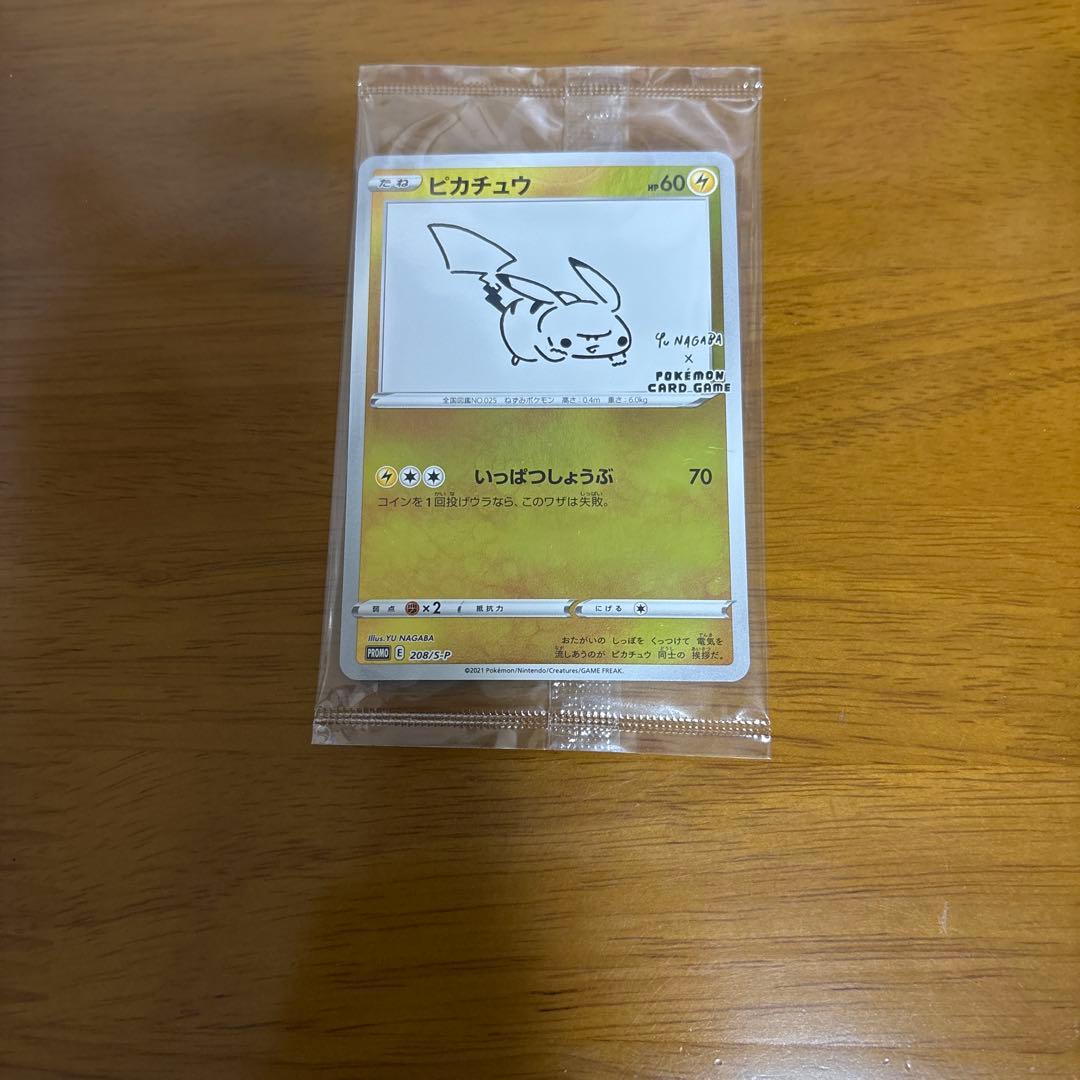 たね ピカチュウ HP60
Yu NAGABA
×
POKÉMON
CARD GAME
全国図鑑NO.025 ねずみポケモン 高さ:0.4m 重さ:6.0kg
いっぱつしょうぶ 70
コインを1回投げウラなら、このワザは失敗。
弱点 ×2 抵抗力 にげる
Illus.YU NAGABA
PROMO E 208/S-P
おたがいの しっぽを くっつけて 電気を
流しあうのが ピカチュウ 同士の 挨拶だ。
©2021 Pokémon/Nintendo/Creatures/GAME FREAK.